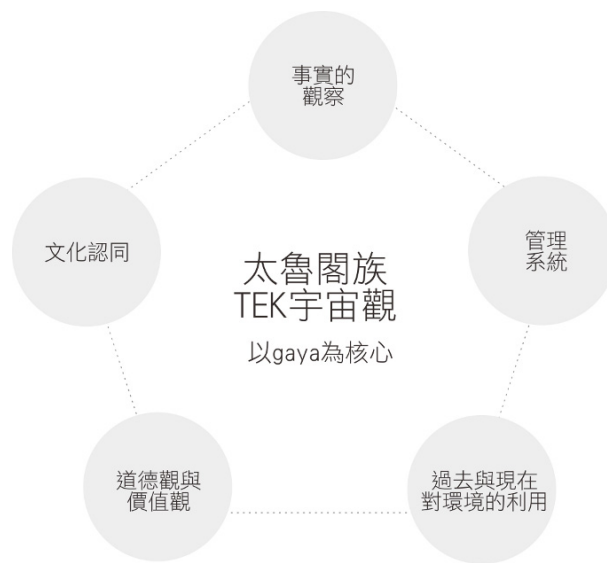 事實的
觀察
文化認同
管理
系統
太魯閣族
TEK宇宙觀
以gaya為核心
道德觀與
價值觀
過去與現在
對環境的利用